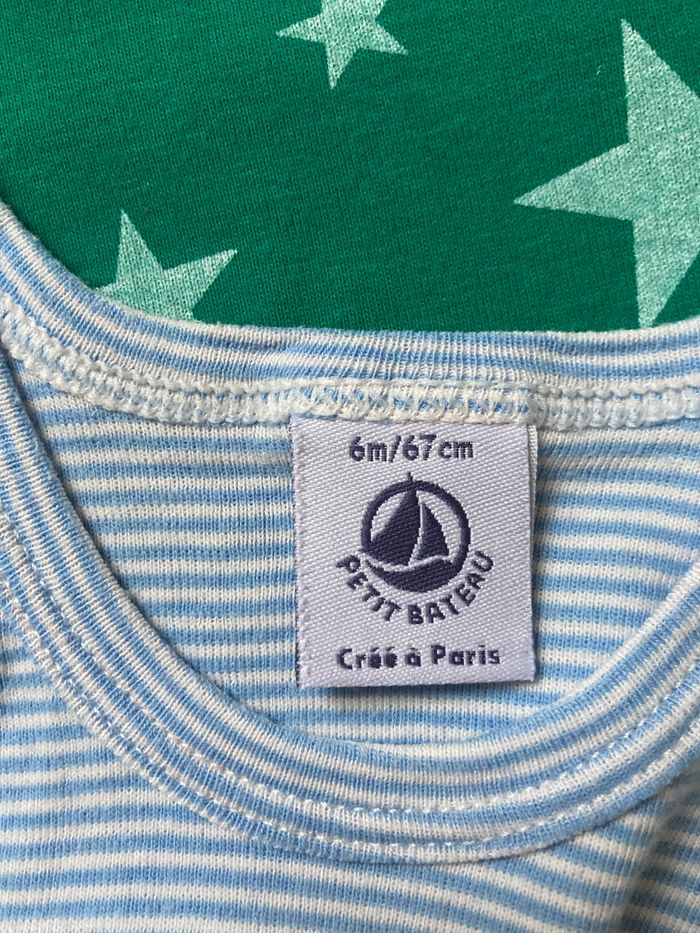 6m/67cm
PETIT BATEAU
Créé à Paris